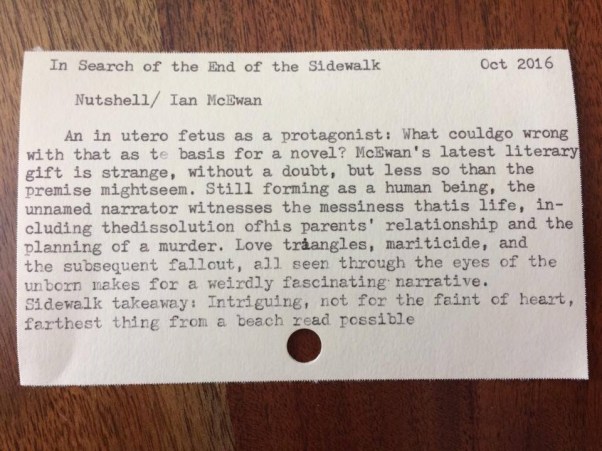 In Search of the End of the Sidewalk Oct 2016
Nutshell/ Ian McEwan
An in utero fetus as a protagonist: What couldgo wrong
with that as te basis for a novel? McEwan's latest literary
gift is strange, without a doubt, but less so than the
premise mightseem. Still forming as a human being, the
unnamed narrator witnesses the messiness thatis life, in-
cluding thedissolution ofhis parents' relationship and the
planning of a murder. Love triangles, mariticide, and
the subsequent fallout, all seen through the eyes of the
unborn makes for a weirdly fascinating narrative.
Sidewalk takeaway: Intriguing, not for the faint of heart,
farthest thing from a beach read possible